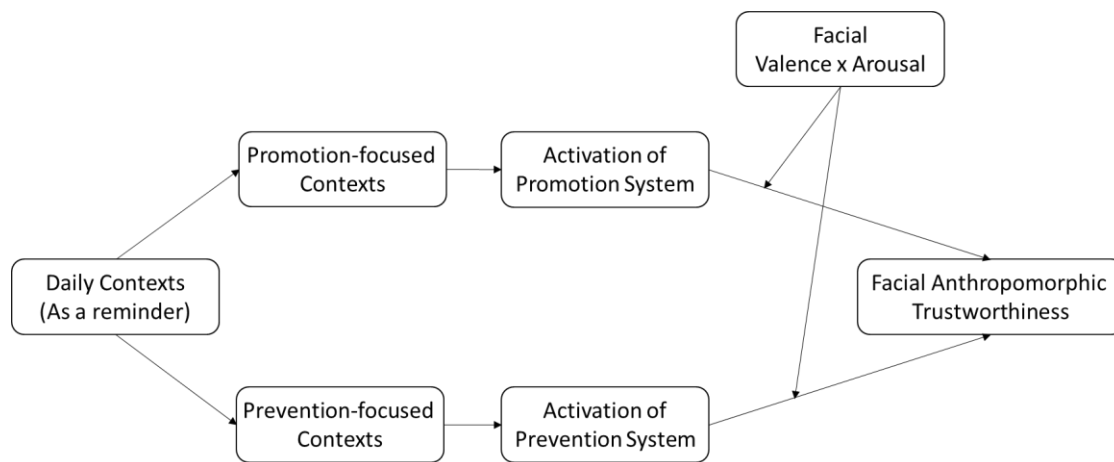 Facial
Valence x Arousal
Promotion-focused
Contexts
Activation of
Promotion System
Daily Contexts
(As a reminder)
Facial Anthropomorphic
Trustworthiness
Prevention-focused
Contexts
Activation of
Prevention System